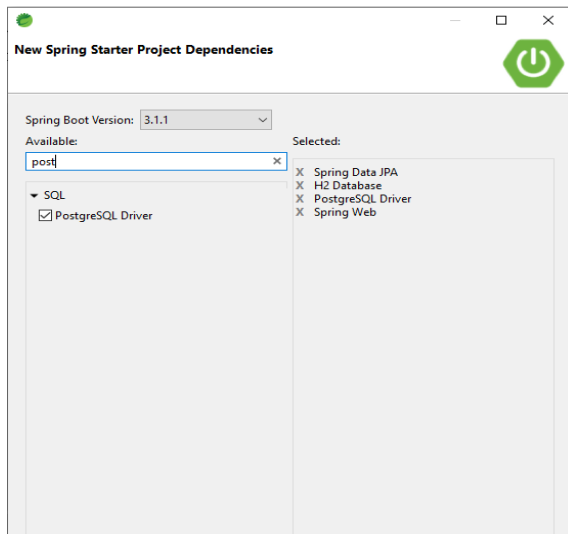 New Spring Starter Project Dependencies
Spring Boot Version: 3.1.1
Available:
post
SQL
PostgreSQL Driver
Selected:
X Spring Data JPA
X H2 Database
X PostgreSQL Driver
X Spring Web